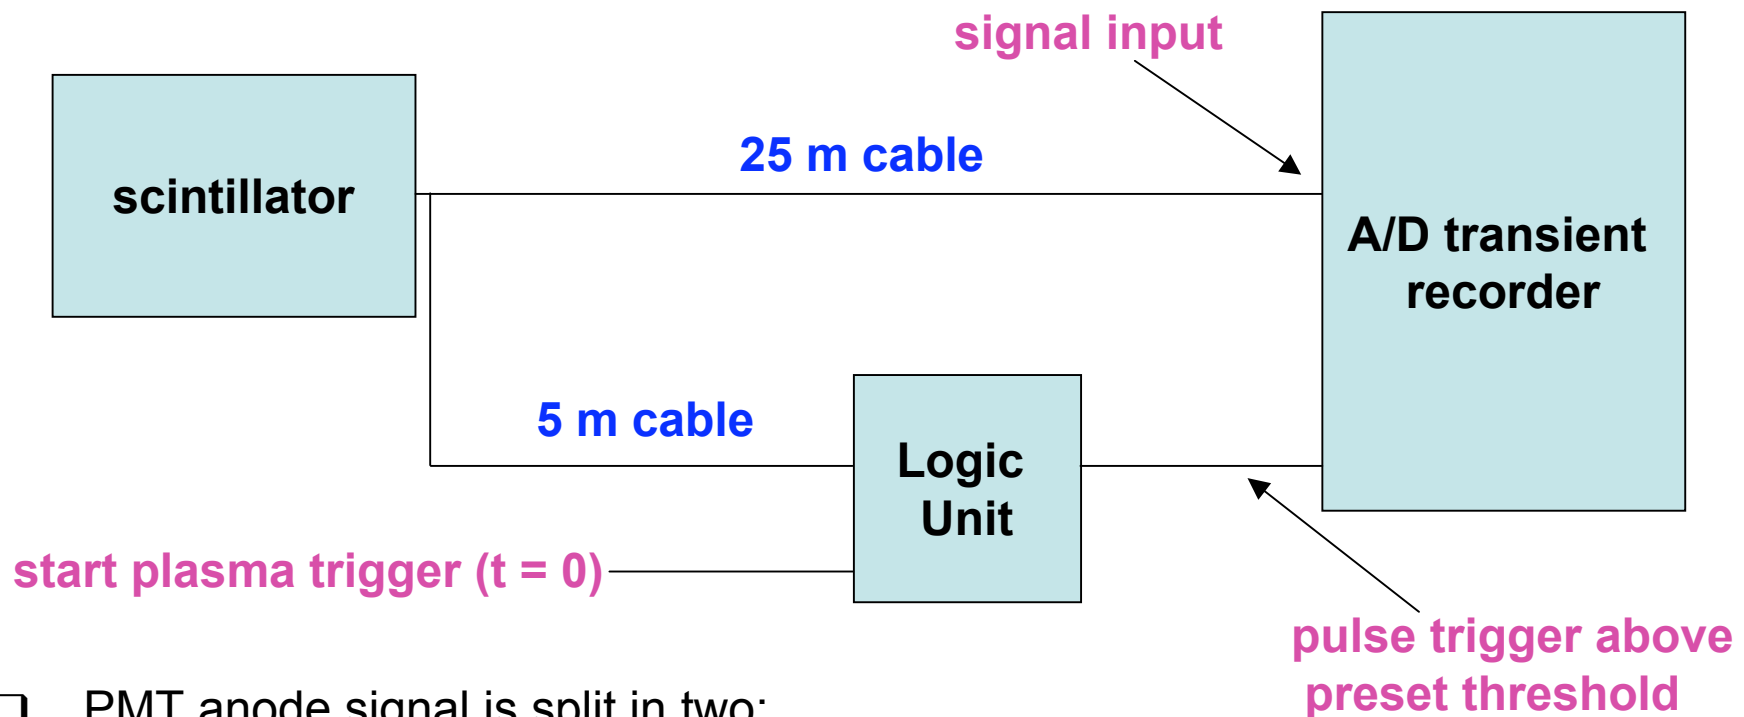 signal input
25 m cable
scintillator
A/D transient
recorder
5 m cable
Logic
Unit
start plasma trigger (t = 0)
pulse trigger above
preset threshold
PMT anode signal is split in two: